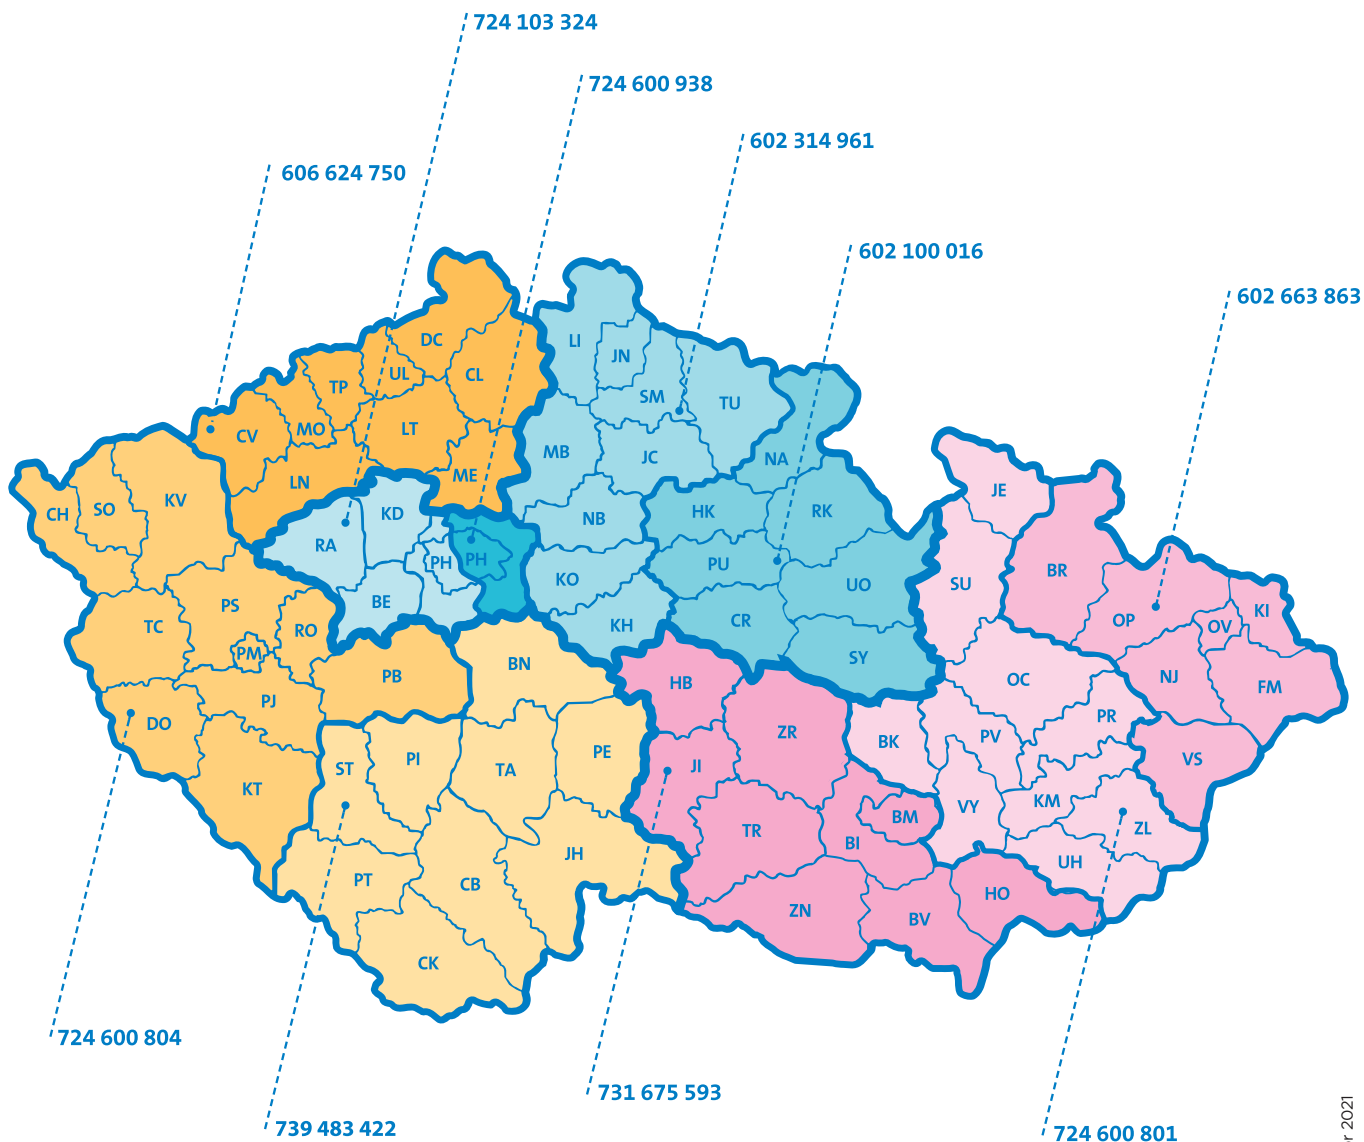 724 103 324
724 600 938
602 314 961
606 624 750
602 100 016
602 663 863
DC
LI
JN
UL
TP
CL
SM
TU
CV
MO
LT
MB
JC
NA
ME
LN
KV
SO
CH
KD
NB
HK
RK
JE
RA
PH
PH
KO
PU
UO
SU
BR
BE
PS
TC
RO
PM
KH
CR
SY
OP
OV
KI
BN
PB
HB
OC
NJ
FM
PJ
DO
PR
ZR
BK
PV
PE
PI
ST
TA
JI
VS
KT
KM
VY
BM
TR
BI
ZL
JH
UH
PT
CB
HO
ZN
BV
CK
724 600 804
731 675 593
739 483 422
724 600 801
r 2021